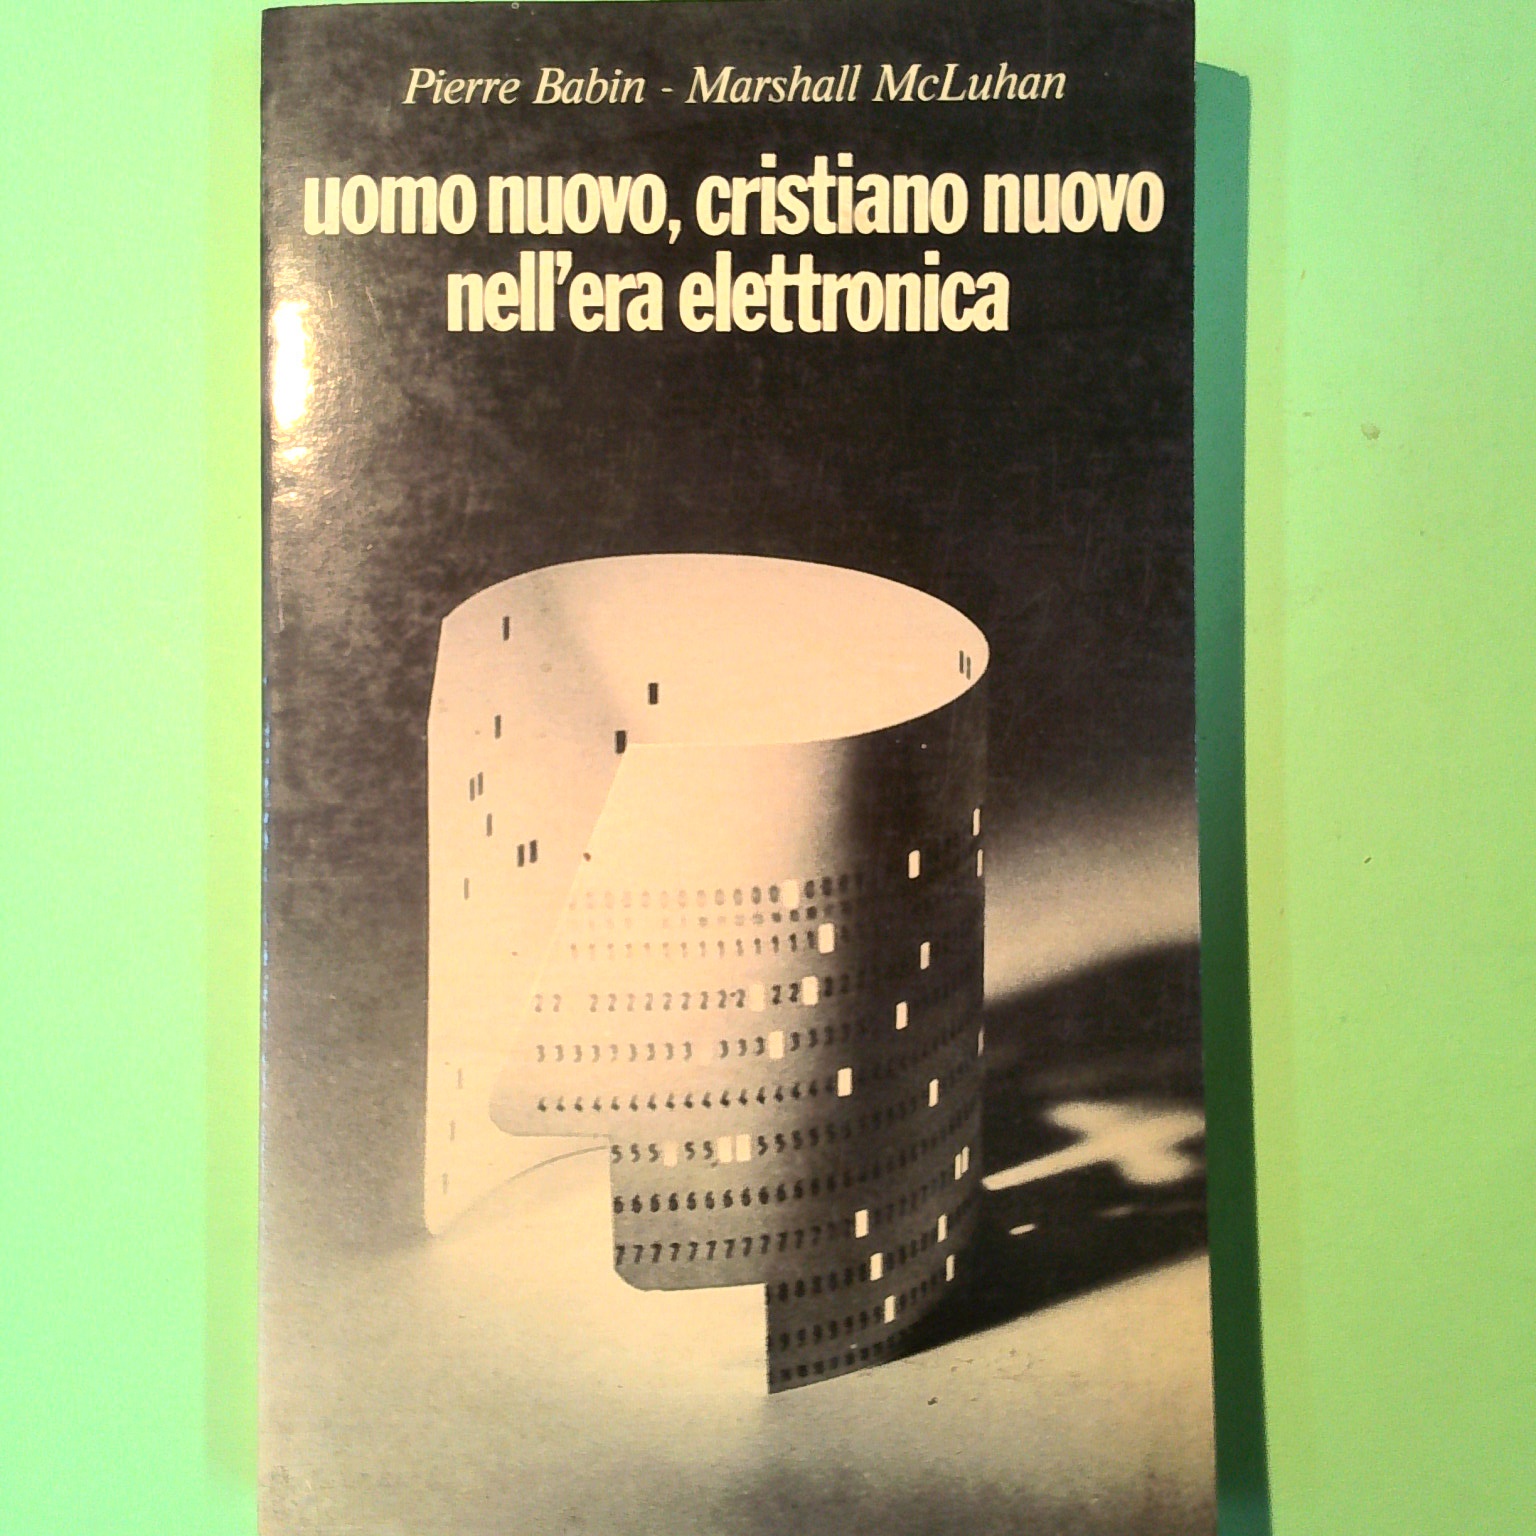 Pierre Babin - Marshall McLuhan
uomo nuovo, cristiano nuovo
nell'era elettronica